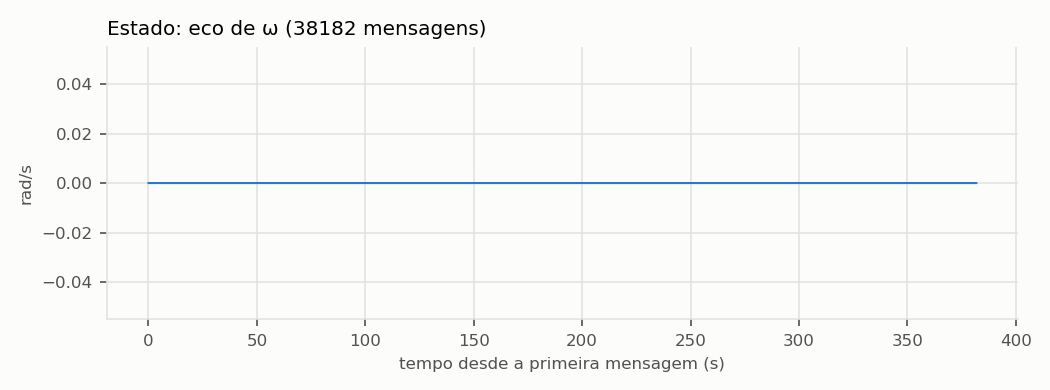 Estado: eco de ω (38182 mensagens)
0.04
0.02
0.00
−0.02
−0.04
rad/s
0 50 100 150 200 250 300 350 400
tempo desde a primeira mensagem (s)